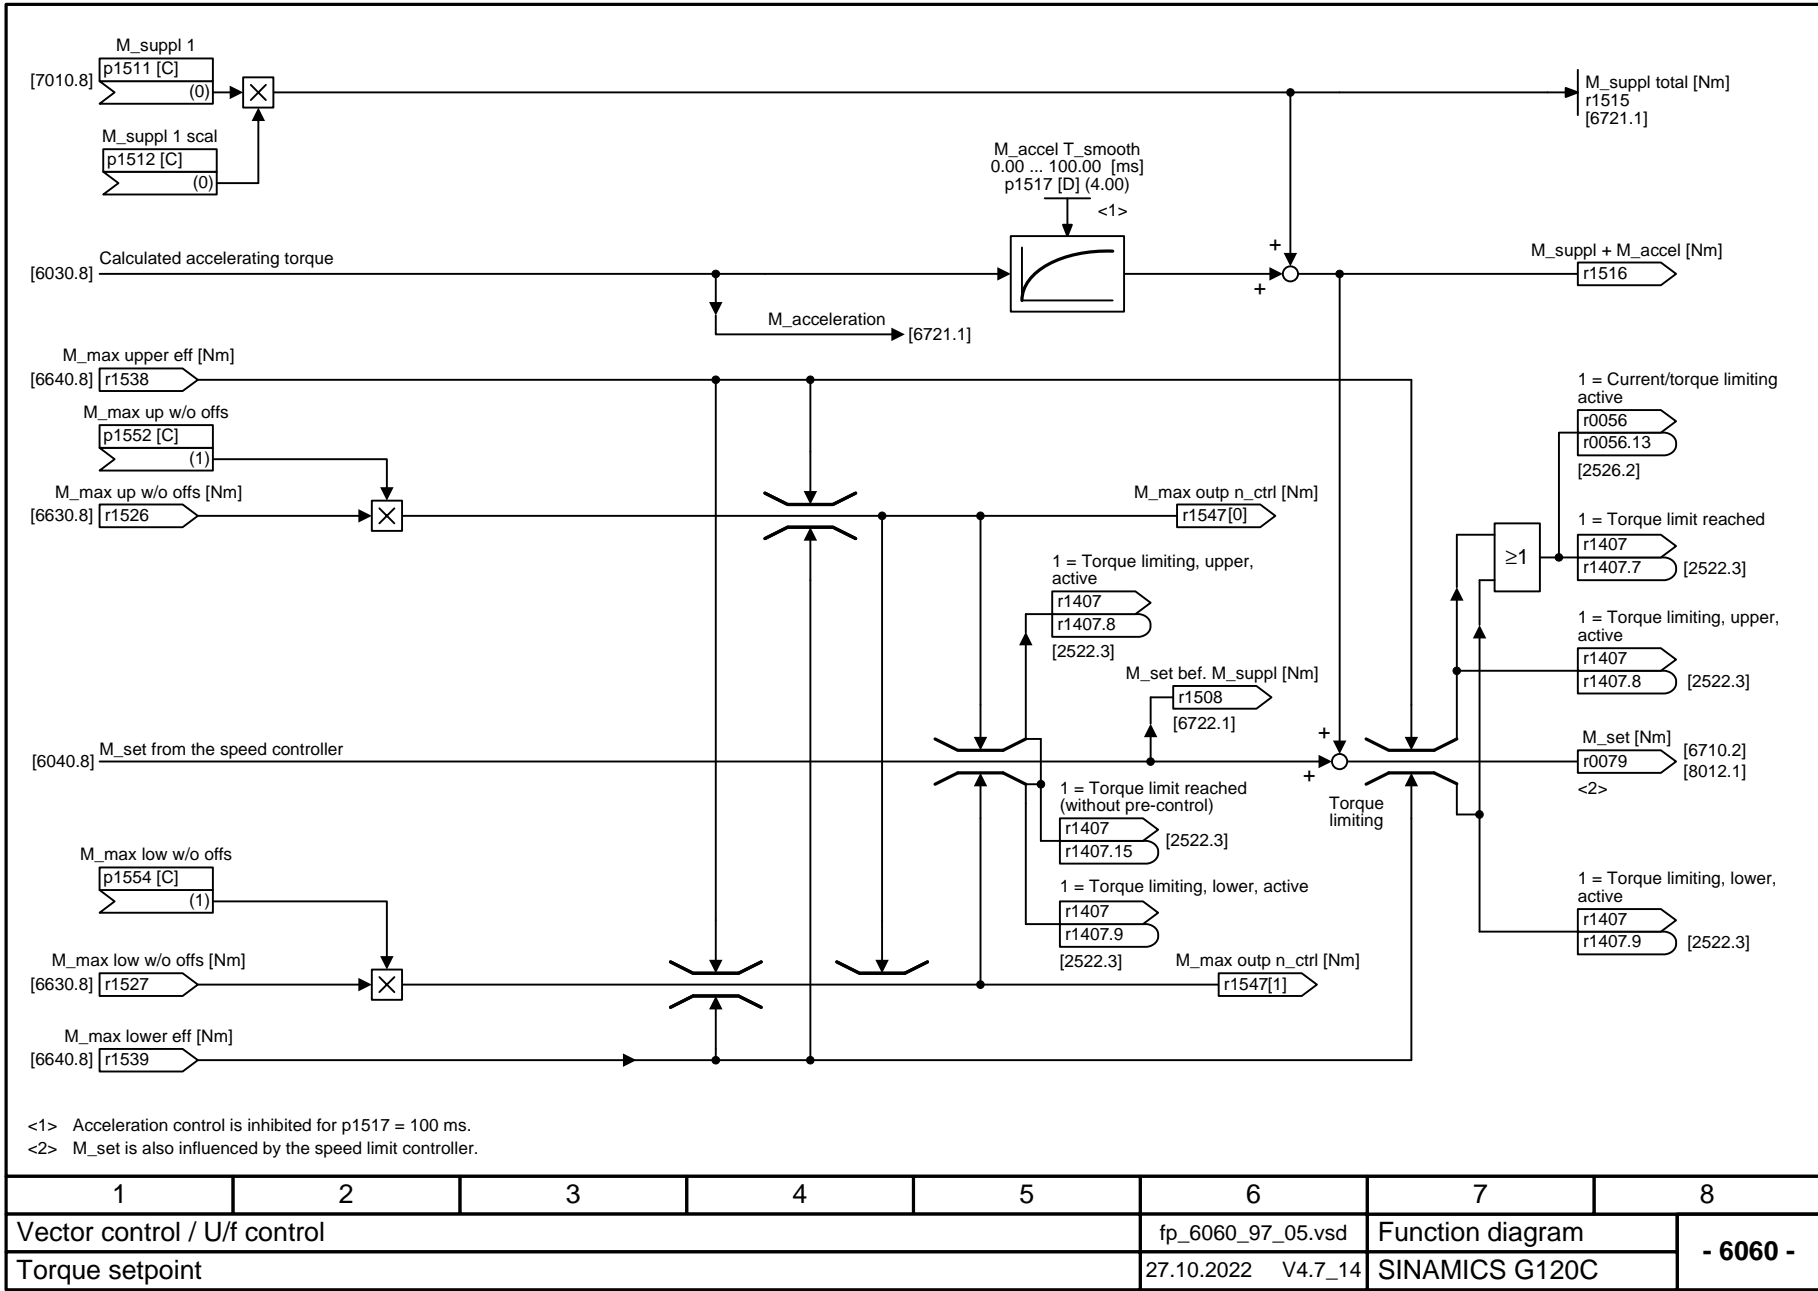 M_suppl 1
[7010.8]
p1511 [C]
(0)
M_suppl 1 scal
p1512 [C]
(0)
M_suppl total [Nm]
r1515
[6721.1]
M_accel T_smooth
0.00 ... 100.00 [ms]
p1517 [D] (4.00)
<1>
[6030.8]
Calculated accelerating torque
+
+
M_suppl + M_accel [Nm]
r1516
M_acceleration
[6721.1]
M_max upper eff [Nm]
[6640.8]
r1538
M_max up w/o offs
p1552 [C]
(1)
M_max up w/o offs [Nm]
[6630.8]
r1526
M_max outp n_ctrl [Nm]
r1547[0]
1 = Current/torque limiting
active
r0056
r0056.13
[2526.2]
≥1
1 = Torque limit reached
r1407
r1407.7
[2522.3]
1 = Torque limiting, upper,
active
r1407
r1407.8
[2522.3]
1 = Torque limiting, upper,
active
r1407
r1407.8
[2522.3]
M_set bef. M_suppl [Nm]
r1508
[6722.1]
[6040.8]
M_set from the speed controller
+
+
Torque
limiting
M_set [Nm]
r0079
<2>
[6710.2]
[8012.1]
1 = Torque limit reached
(without pre-control)
r1407
r1407.15
[2522.3]
M_max low w/o offs
p1554 [C]
(1)
1 = Torque limiting, lower, active
r1407
r1407.9
[2522.3]
1 = Torque limiting, lower,
active
r1407
r1407.9
[2522.3]
M_max low w/o offs [Nm]
[6630.8]
r1527
M_max outp n_ctrl [Nm]
r1547[1]
M_max lower eff [Nm]
[6640.8]
r1539
<1> Acceleration control is inhibited for p1517 = 100 ms.
<2> M_set is also influenced by the speed limit controller.
1 2 3 4 5 6 7 8
Vector control / U/f control
fp_6060_97_05.vsd
Function diagram
- 6060 -
Torque setpoint
27.10.2022 V4.7_14
SINAMICS G120C